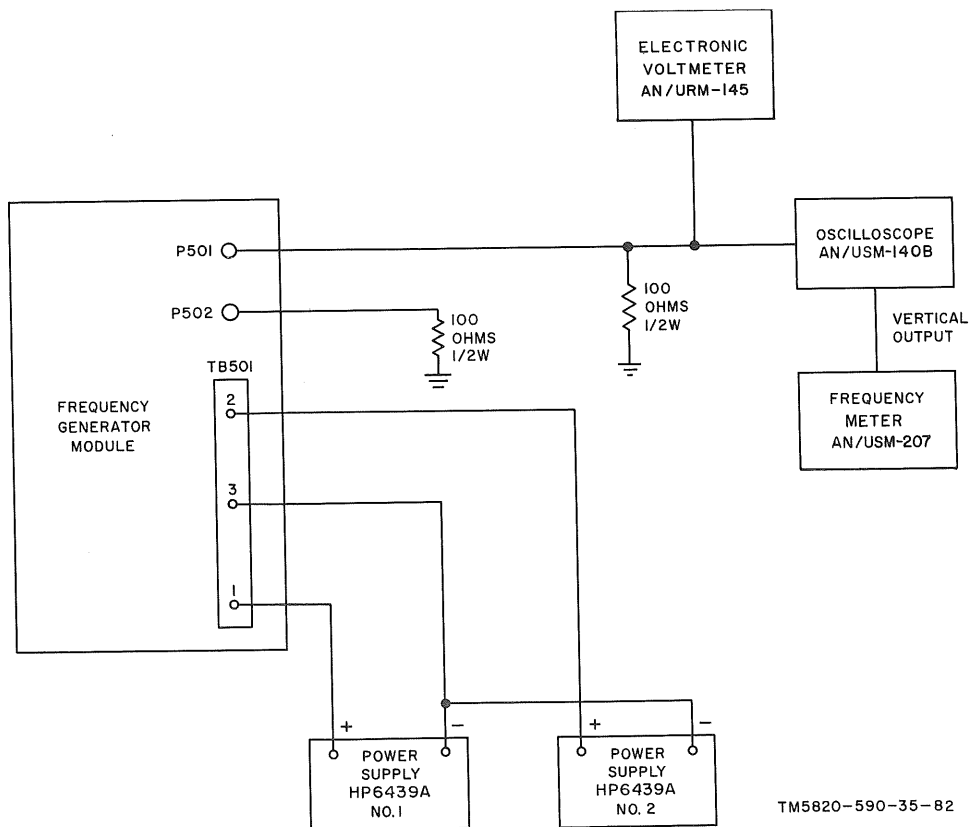 ELECTRONIC
VOLTMETER
AN/URM-145
P501
OSCILLOSCOPE
AN/USM-140B
P502
100
OHMS
1/2W
100
OHMS
1/2W
VERTICAL
OUTPUT
TB501
2
FREQUENCY
GENERATOR
MODULE
FREQUENCY
METER
AN/USM-207
3
1
+
−
+
−
POWER
SUPPLY
HP6439A
NO. 1
POWER
SUPPLY
HP6439A
NO. 2
TM5820-590-35-82